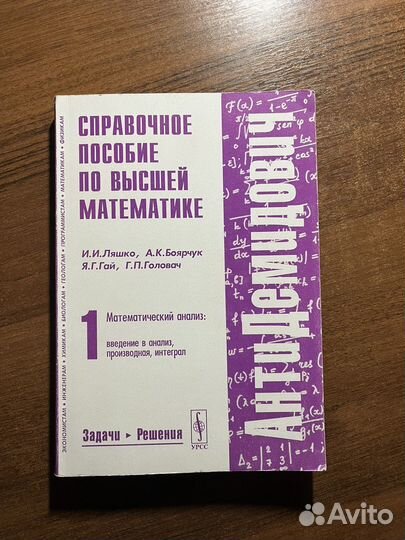 СПРАВОЧНОЕ
ПОСОБИЕ
ПО ВЫСШЕЙ
МАТЕМАТИКЕ
И.И.Ляшко, А.К.Боярчук
Я.Г.Гай, Г.П.Головач
1
Математический анализ:
введение в анализ,
производная, интеграл
Задачи ► Решения
УРСС
АнтиДемидович
ЭКОНОМИСТАМ • ИНЖЕНЕРАМ • ХИМИКАМ • БИОЛОГАМ • ГЕОЛОГАМ • ПРОГРАММИСТАМ • МАТЕМАТИКАМ • ФИЗИКАМ
Avito